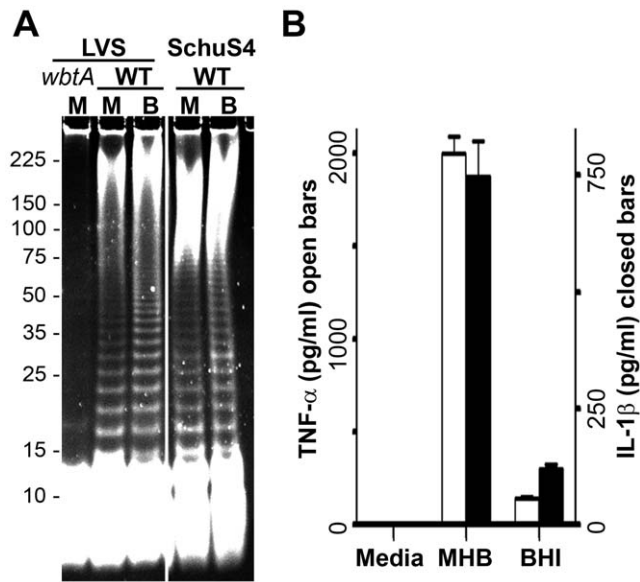 A
LVS SchuS4
wbtA WT WT
M M B M B
225 -
150 -
100 -
75 -
50 -
35 -
25 -
15 -
10 -
B
TNF-α (pg/ml) open bars
2000
1000
0
750
250
0
IL-1β (pg/ml) closed bars
Media MHB BHI